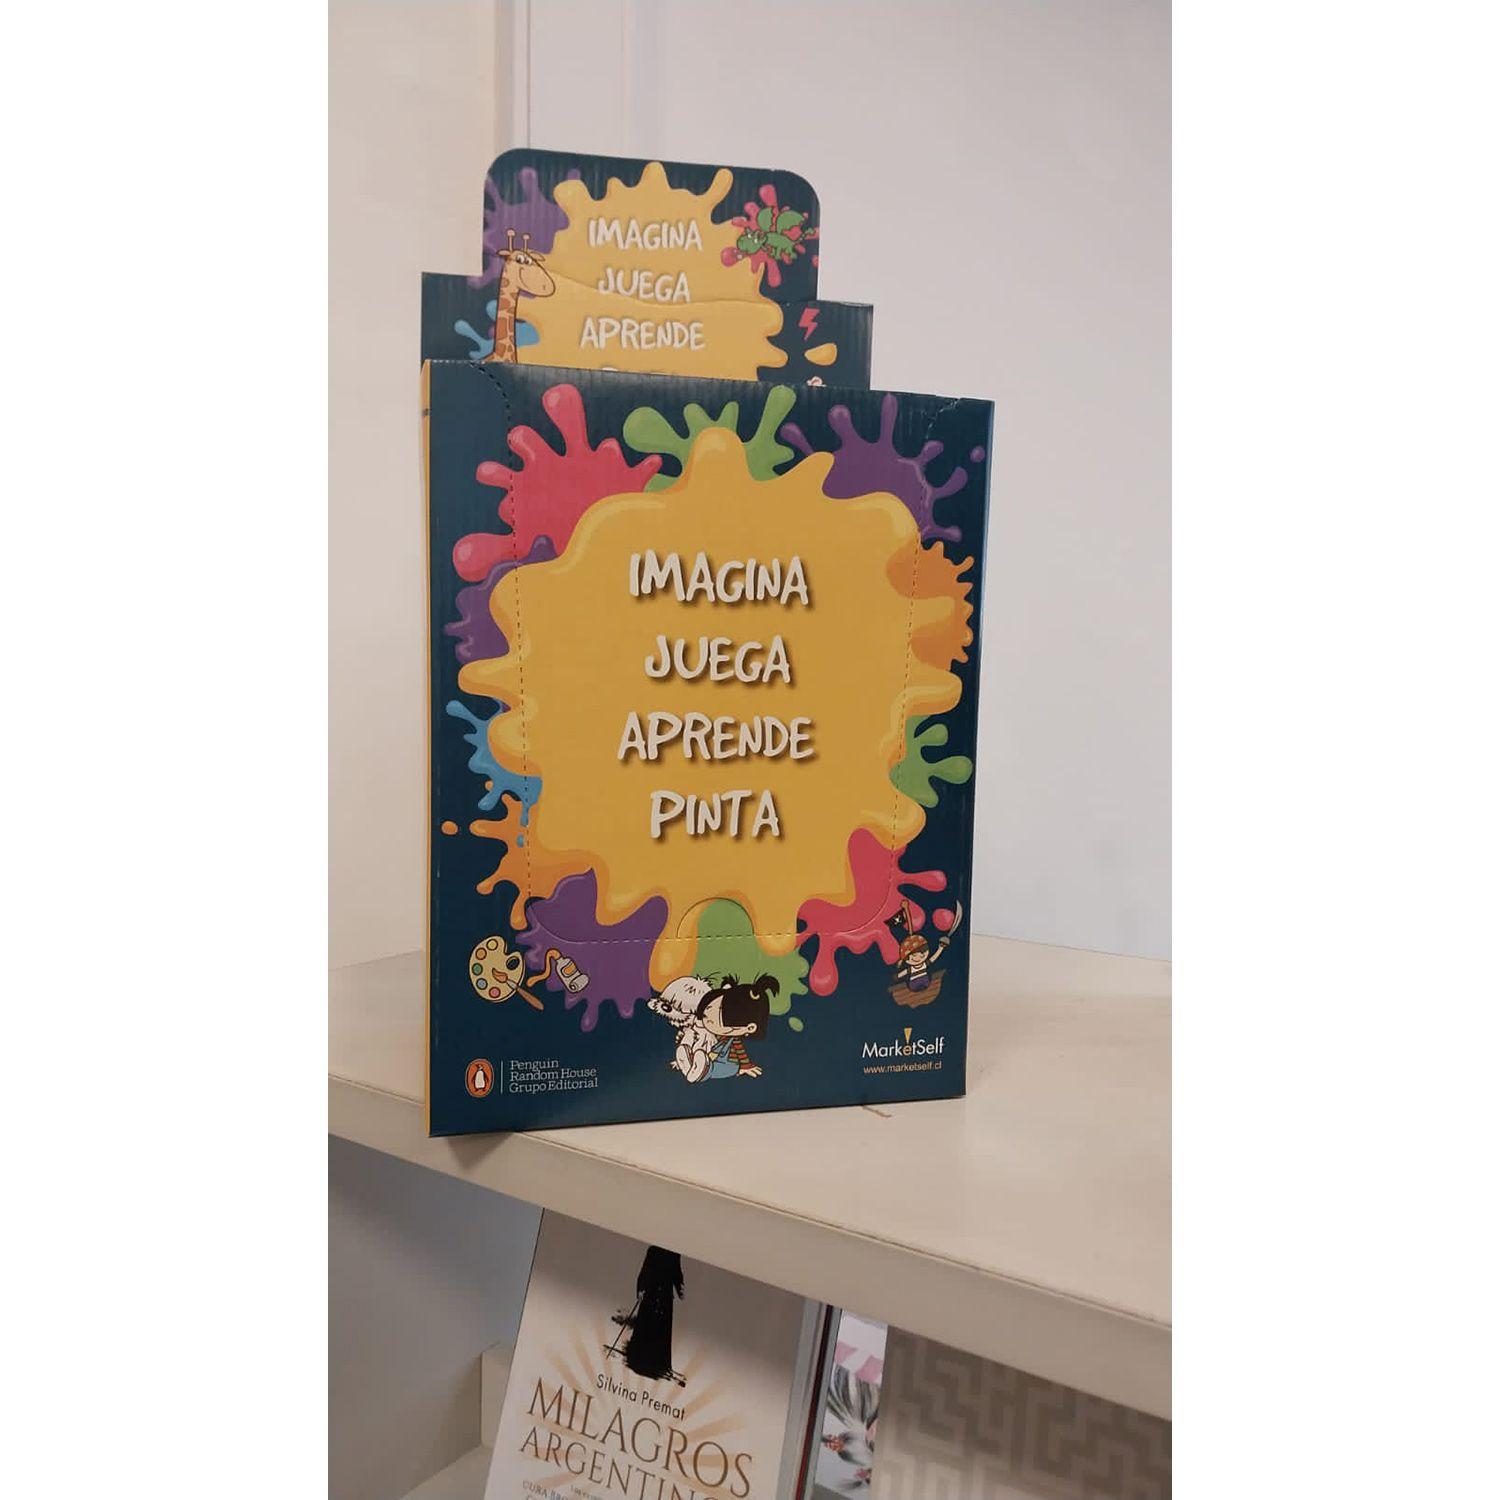 IMAGINA
JUEGA
APRENDE
IMAGINA
JUEGA
APRENDE
PINTA
Penguin
Random House
Grupo Editorial
MarketSelf
www.marketself.cl
Silvina Premat
MILAGROS